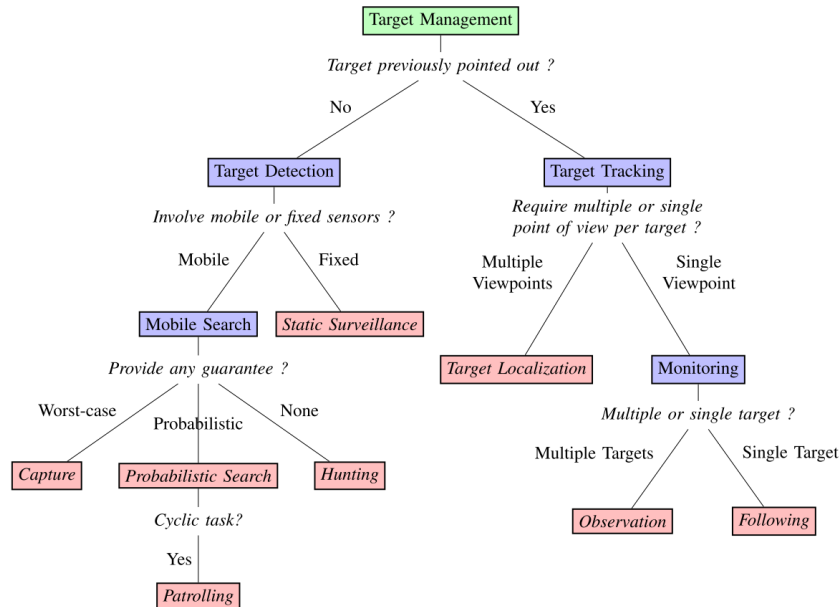 Target Management
Target previously pointed out ?
No
Yes
Target Detection
Target Tracking
Involve mobile or fixed sensors ?
Require multiple or single
point of view per target ?
Mobile
Fixed
Multiple
Viewpoints
Single
Viewpoint
Mobile Search
Static Surveillance
Target Localization
Monitoring
Provide any guarantee ?
Multiple or single target ?
Worst-case
Probabilistic
None
Multiple Targets
Single Target
Capture
Probabilistic Search
Hunting
Observation
Following
Cyclic task?
Yes
Patrolling